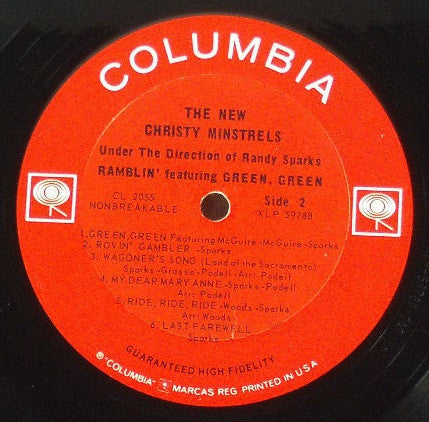 COLUMBIA
THE NEW
CHRISTY MINSTRELS
Under The Direction of Randy Sparks
RAMBLIN' featuring GREEN, GREEN
CL 2055
NONBREAKABLE
Side 2
XLP 59788
1. GREEN, GREEN Featuring McGuire -McGuire-Sparks
2. ROVIN' GAMBLER -Sparks
3. WAGONER'S SONG (Land of the Sacramento)
Sparks-Grasso-Podell-Arr: Podell
4. MY DEAR MARY ANNE -Sparks-Podell-
Arr: Podell
5. RIDE, RIDE, RIDE -Woods -Sparks-
Arr: Woods
6. LAST FAREWELL
Sparks
GUARANTEED HIGH FIDELITY
® "COLUMBIA" MARCAS REG. PRINTED IN U.S.A.